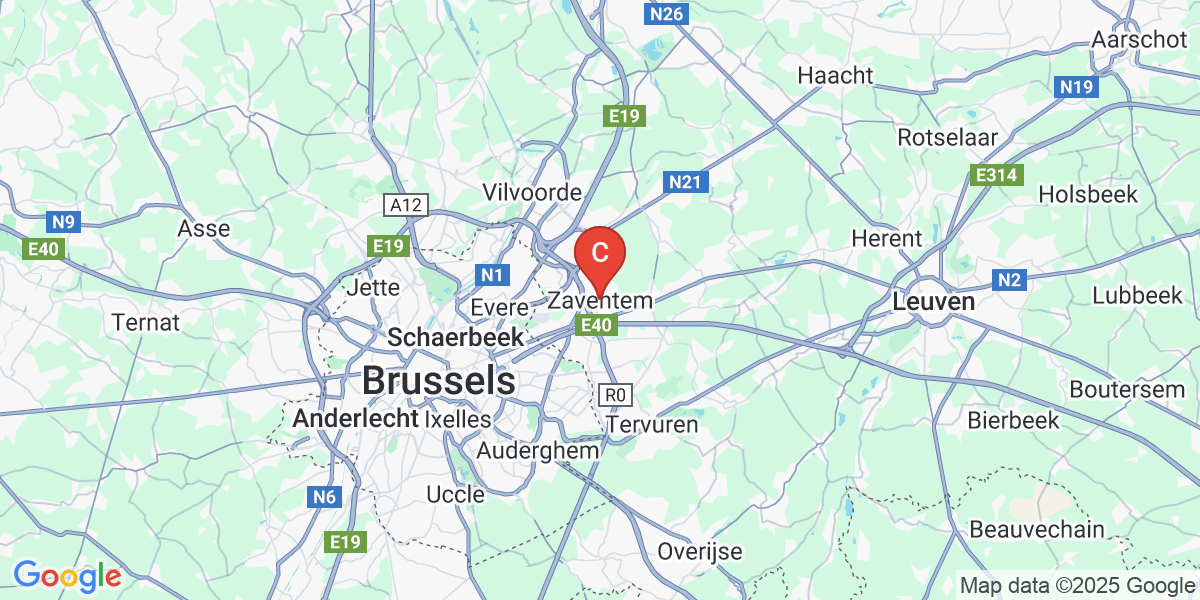 N26
Aarschot
Haacht
N19
E19
Rotselaar
E314
N21
Vilvoorde
Holsbeek
A12
N9
Asse
Herent
E40
E19
C
N1
N2
Jette
Zaventem
Leuven
Lubbeek
Evere
Ternat
E40
Schaerbeek
Brussels
R0
Boutersem
Anderlecht
Ixelles
Tervuren
Bierbeek
Auderghem
Uccle
N6
Beauvechain
E19
Overijse
Google
Map data ©2025 Google